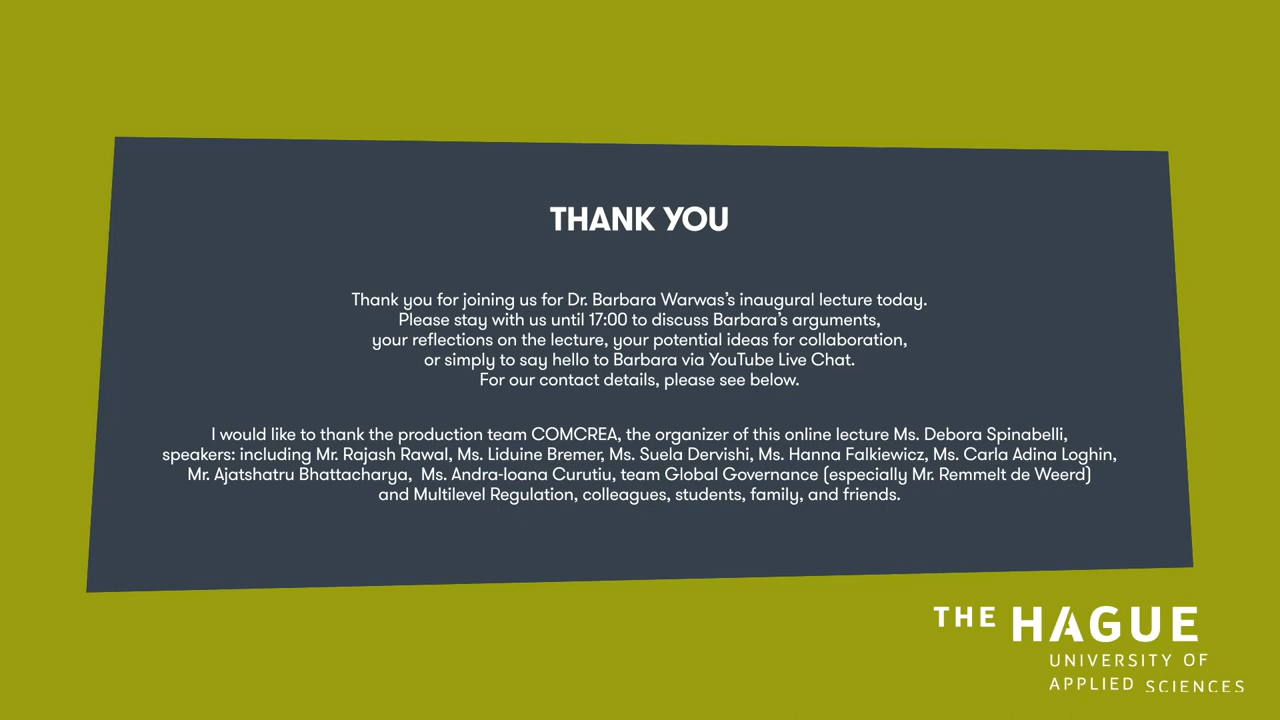 THANK YOU
Thank you for joining us for Dr. Barbara Warwas’s inaugural lecture today.
Please stay with us until 17:00 to discuss Barbara’s arguments,
your reflections on the lecture, your potential ideas for collaboration,
or simply to say hello to Barbara via YouTube Live Chat.
For our contact details, please see below.
I would like to thank the production team COMCREA, the organizer of this online lecture Ms. Debora Spinabelli,
speakers: including Mr. Rajash Rawal, Ms. Liduine Bremer, Ms. Suela Dervishi, Ms. Hanna Falkiewicz, Ms. Carla Adina Loghin,
Mr. Ajatshatru Bhattacharya,  Ms. Andra-Ioana Curutiu, team Global Governance (especially Mr. Remmelt de Weerd)
and Multilevel Regulation, colleagues, students, family, and friends.
THE HAGUE
UNIVERSITY OF
APPLIED SCIENCES